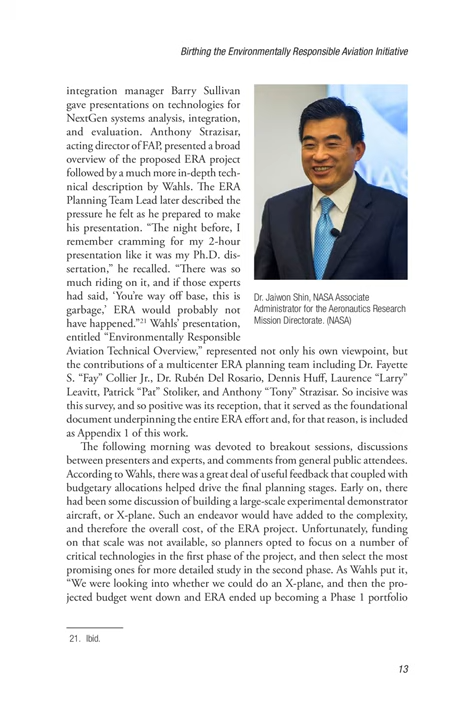 Birthing the Environmentally Responsible Aviation Initiative
integration manager Barry Sullivan
gave presentations on technologies for
NextGen systems analysis, integration,
and evaluation. Anthony Strazisar,
acting director of FAP, presented a broad
overview of the proposed ERA project
followed by a much more in-depth tech-
nical description by Wahls. The ERA
Planning Team Lead later described the
pressure he felt as he prepared to make
his presentation. “The night before, I
remember cramming for my 2-hour
presentation like it was my Ph.D. dis-
sertation,” he recalled. “There was so
much riding on it, and if those experts
had said, ‘You’re way off base, this is
garbage,’ ERA would probably not
have happened.”21 Wahls’ presentation,
entitled “Environmentally Responsible
Dr. Jaiwon Shin, NASA Associate
Administrator for the Aeronautics Research
Mission Directorate. (NASA)
Aviation Technical Overview,” represented not only his own viewpoint, but
the contributions of a multicenter ERA planning team including Dr. Fayette
S. “Fay” Collier Jr., Dr. Rubén Del Rosario, Dennis Huff, Laurence “Larry”
Leavitt, Patrick “Pat” Stoliker, and Anthony “Tony” Strazisar. So incisive was
this survey, and so positive was its reception, that it served as the foundational
document underpinning the entire ERA effort and, for that reason, is included
as Appendix 1 of this work.
The following morning was devoted to breakout sessions, discussions
between presenters and experts, and comments from general public attendees.
According to Wahls, there was a great deal of useful feedback that coupled with
budgetary allocations helped drive the final planning stages. Early on, there
had been some discussion of building a large-scale experimental demonstrator
aircraft, or X-plane. Such an endeavor would have added to the complexity,
and therefore the overall cost, of the ERA project. Unfortunately, funding
on that scale was not available, so planners opted to focus on a number of
critical technologies in the first phase of the project, and then select the most
promising ones for more detailed study in the second phase. As Wahls put it,
“We were looking into whether we could do an X-plane, and then the pro-
jected budget went down and ERA ended up becoming a Phase 1 portfolio
21. Ibid.
13